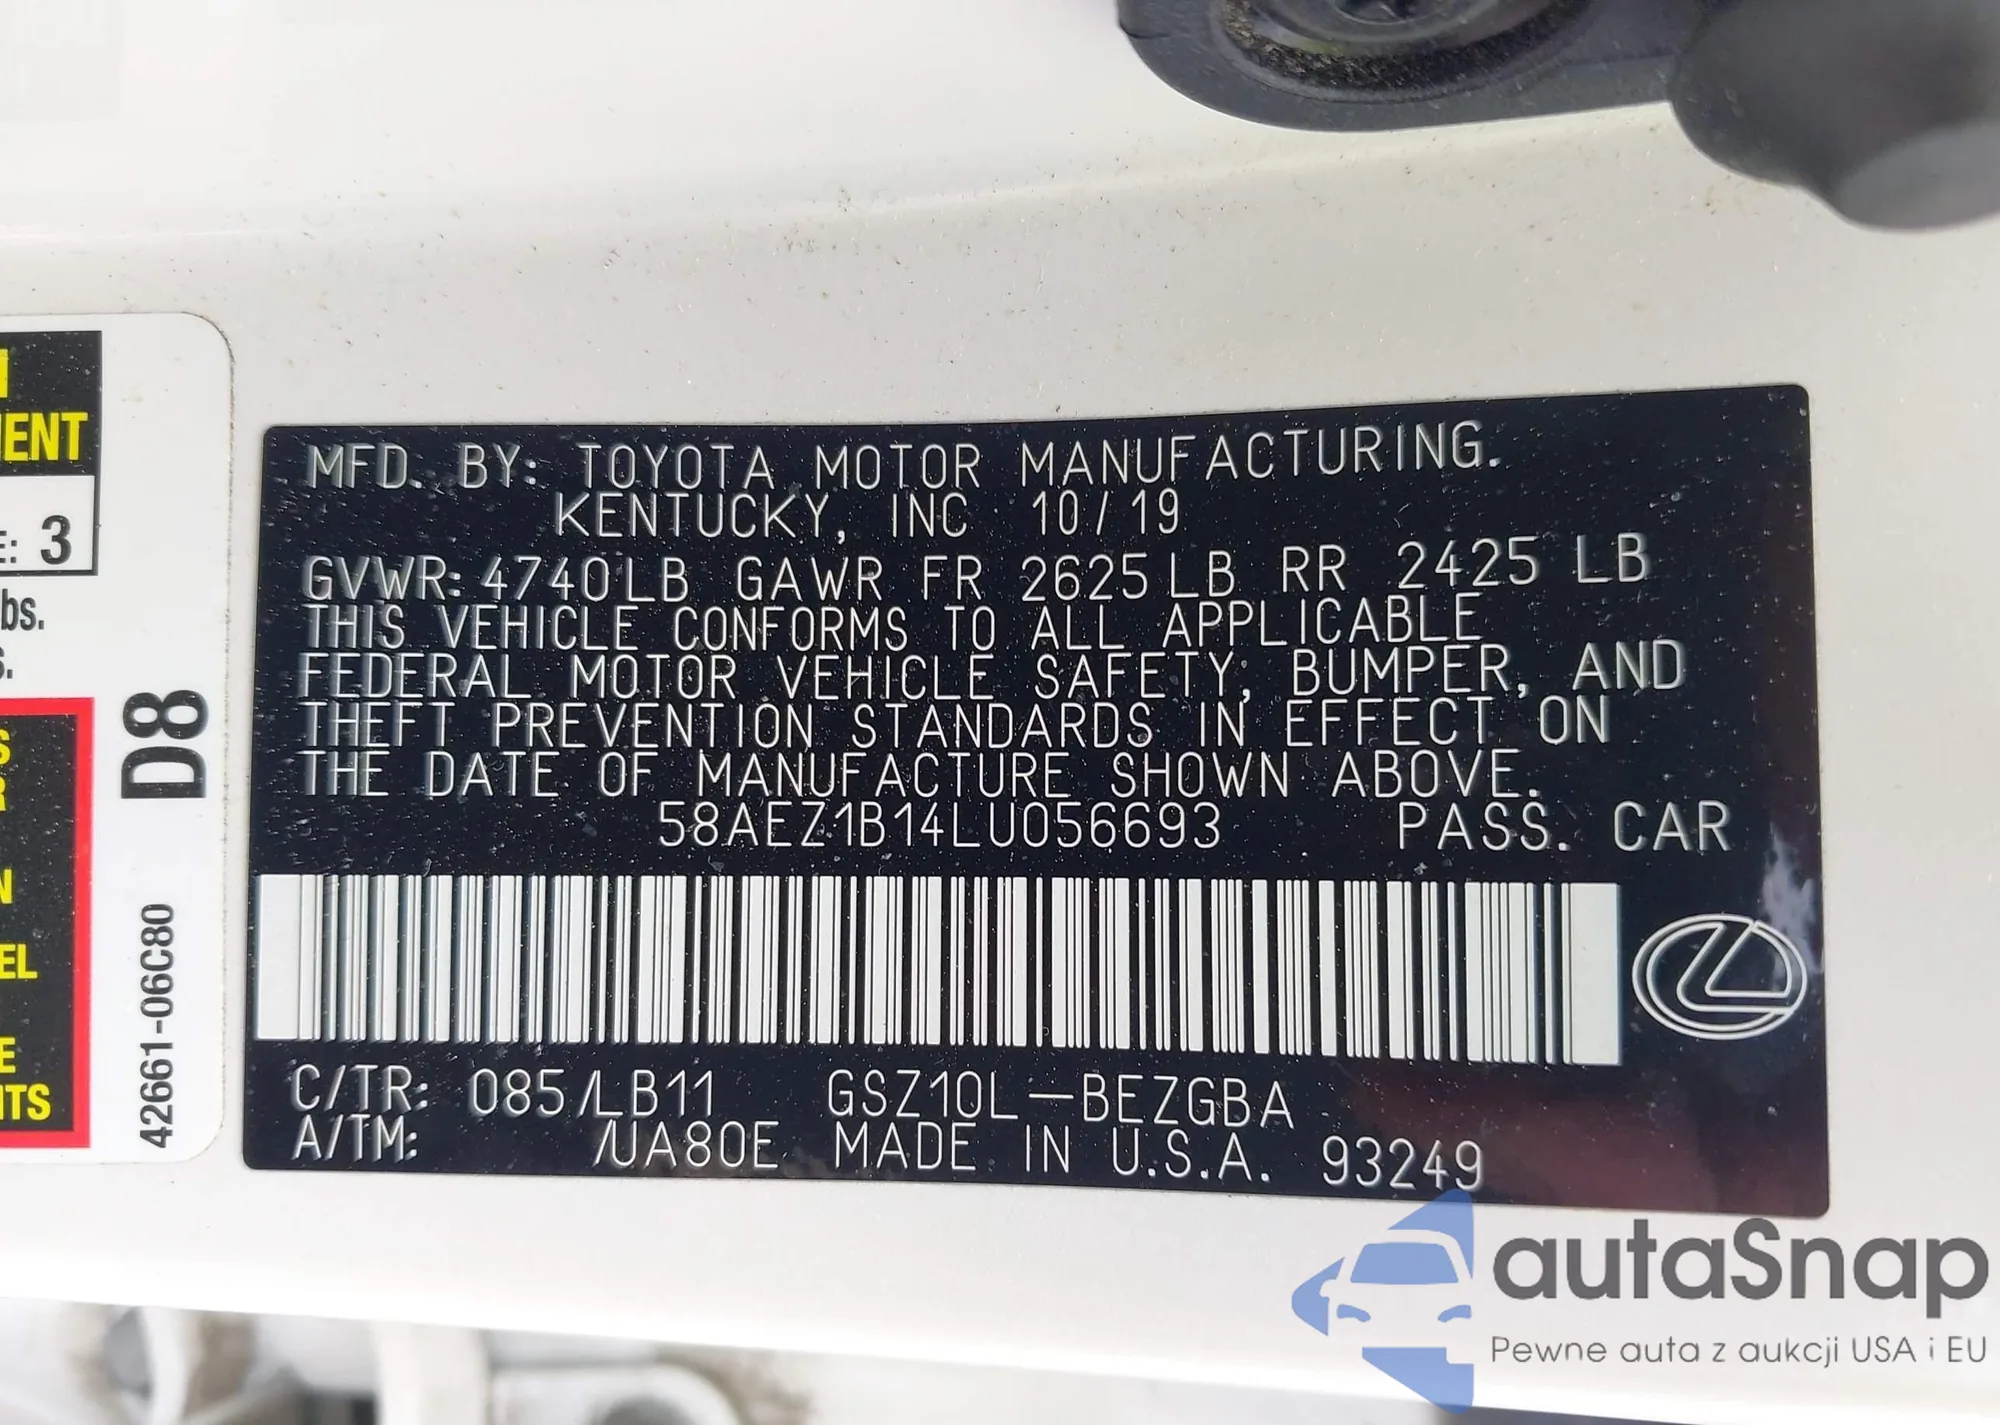 ENT
E: 3
bs.
D8
42661-06C80
EL
MFD. BY: TOYOTA MOTOR MANUFACTURING.
KENTUCKY, INC 10/19
GVWR: 4740LB GAWR FR 2625LB RR 2425 LB
THIS VEHICLE CONFORMS TO ALL APPLICABLE
FEDERAL MOTOR VEHICLE SAFETY, BUMPER, AND
THEFT PREVENTION STANDARDS IN EFFECT ON
THE DATE OF MANUFACTURE SHOWN ABOVE.
58AEZ1B14LU056693 PASS. CAR
C/TR: 085/LB11 GSZ10L-BEZGBA
A/TM: /UA80E MADE IN U.S.A. 93249
autaSnap
Pewne auta z aukcji USA i EU